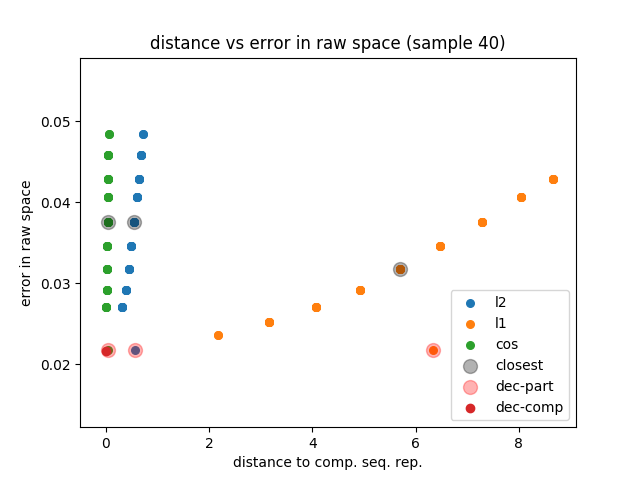 distance vs error in raw space (sample 40)
error in raw space
0.05
0.04
0.03
0.02
0
2
4
6
8
distance to comp. seq. rep.
l2
l1
cos
closest
dec-part
dec-comp